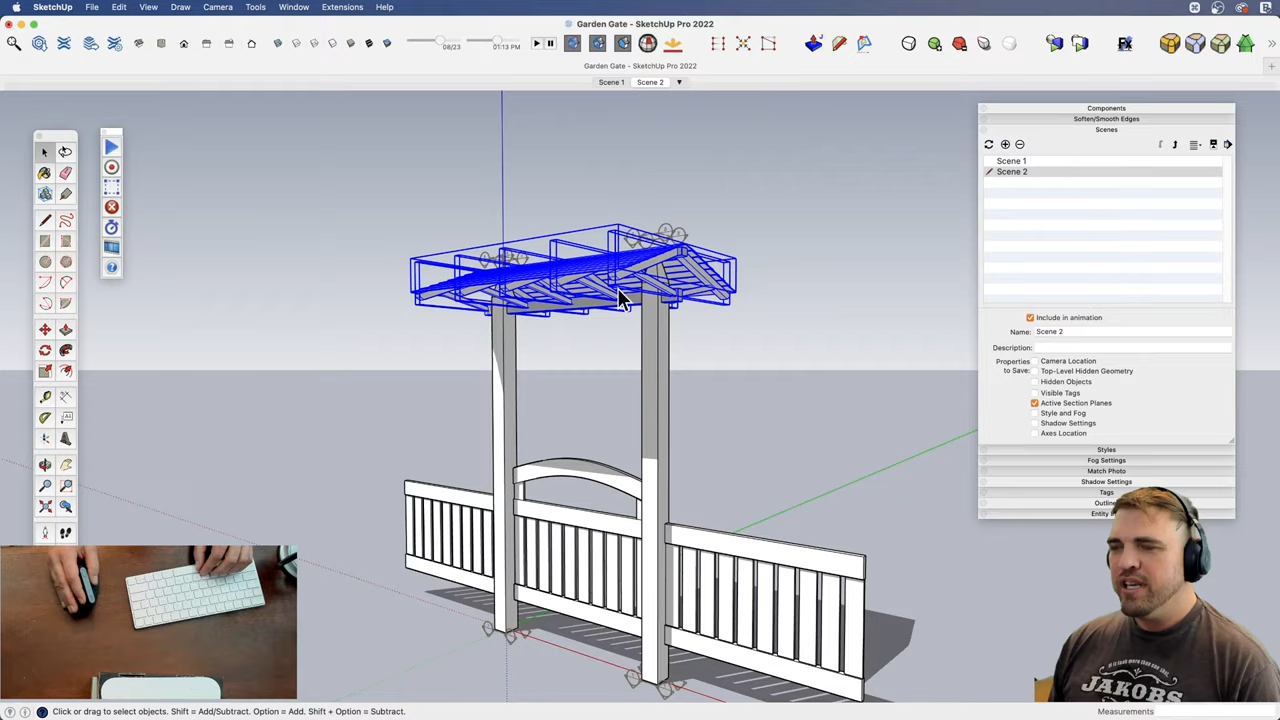 SketchUp File Edit View Draw Camera Tools Window Extensions Help
Garden Gate - SketchUp Pro 2022
08/23 01:13 PM
Garden Gate - SketchUp Pro 2022
Scene 1 Scene 2
Components
Soften/Smooth Edges
Scenes
Scene 1
Scene 2
Include in animation
Name: Scene 2
Description:
Properties to Save:
Camera Location
Top-Level Hidden Geometry
Hidden Objects
Visible Tags
Active Section Planes
Style and Fog
Shadow Settings
Axes Location
Styles
Fog Settings
Match Photo
Shadow Settings
Tags
JAKOBS
Click or drag to select objects. Shift = Add/Subtract. Option = Add. Shift + Option = Subtract.
Measurements